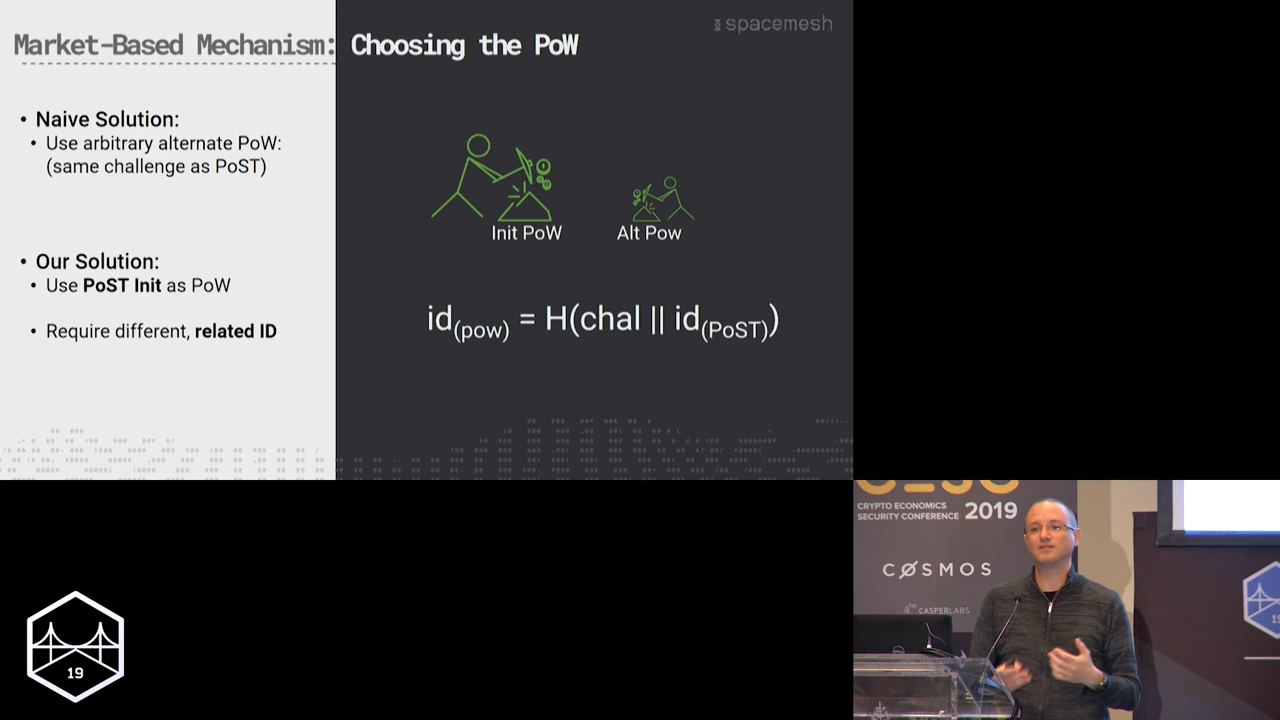 Market-Based Mechanism: Choosing the PoW
spacemesh
• Naive Solution:
• Use arbitrary alternate PoW:
(same challenge as PoST)
• Our Solution:
• Use PoST Init as PoW
• Require different, related ID
Init PoW
Alt Pow
id(pow) = H(chal || id(PoST))
CRYPTO ECONOMICS
SECURITY CONFERENCE 2019
COSMOS
CASPERLABS
19